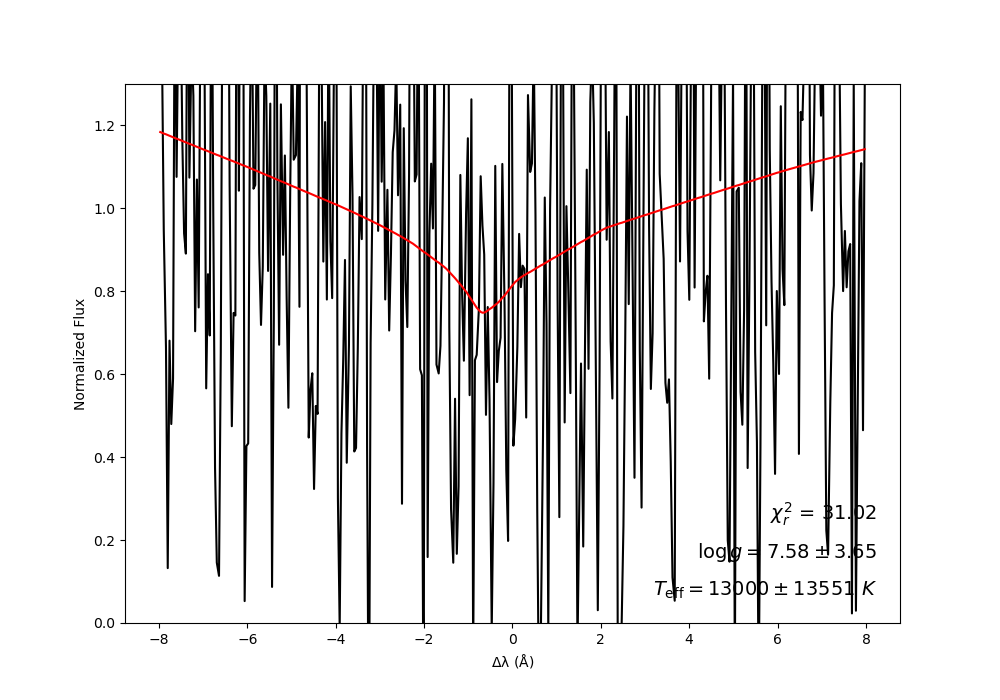 Normalized Flux
1.2
1.0
0.8
0.6
0.4
0.2
0.0
χ²ᵣ = 31.02
log g = 7.58 ± 3.65
T_eff = 13000 ± 13551 K
−8 −6 −4 −2 0 2 4 6 8
Δλ (Å)